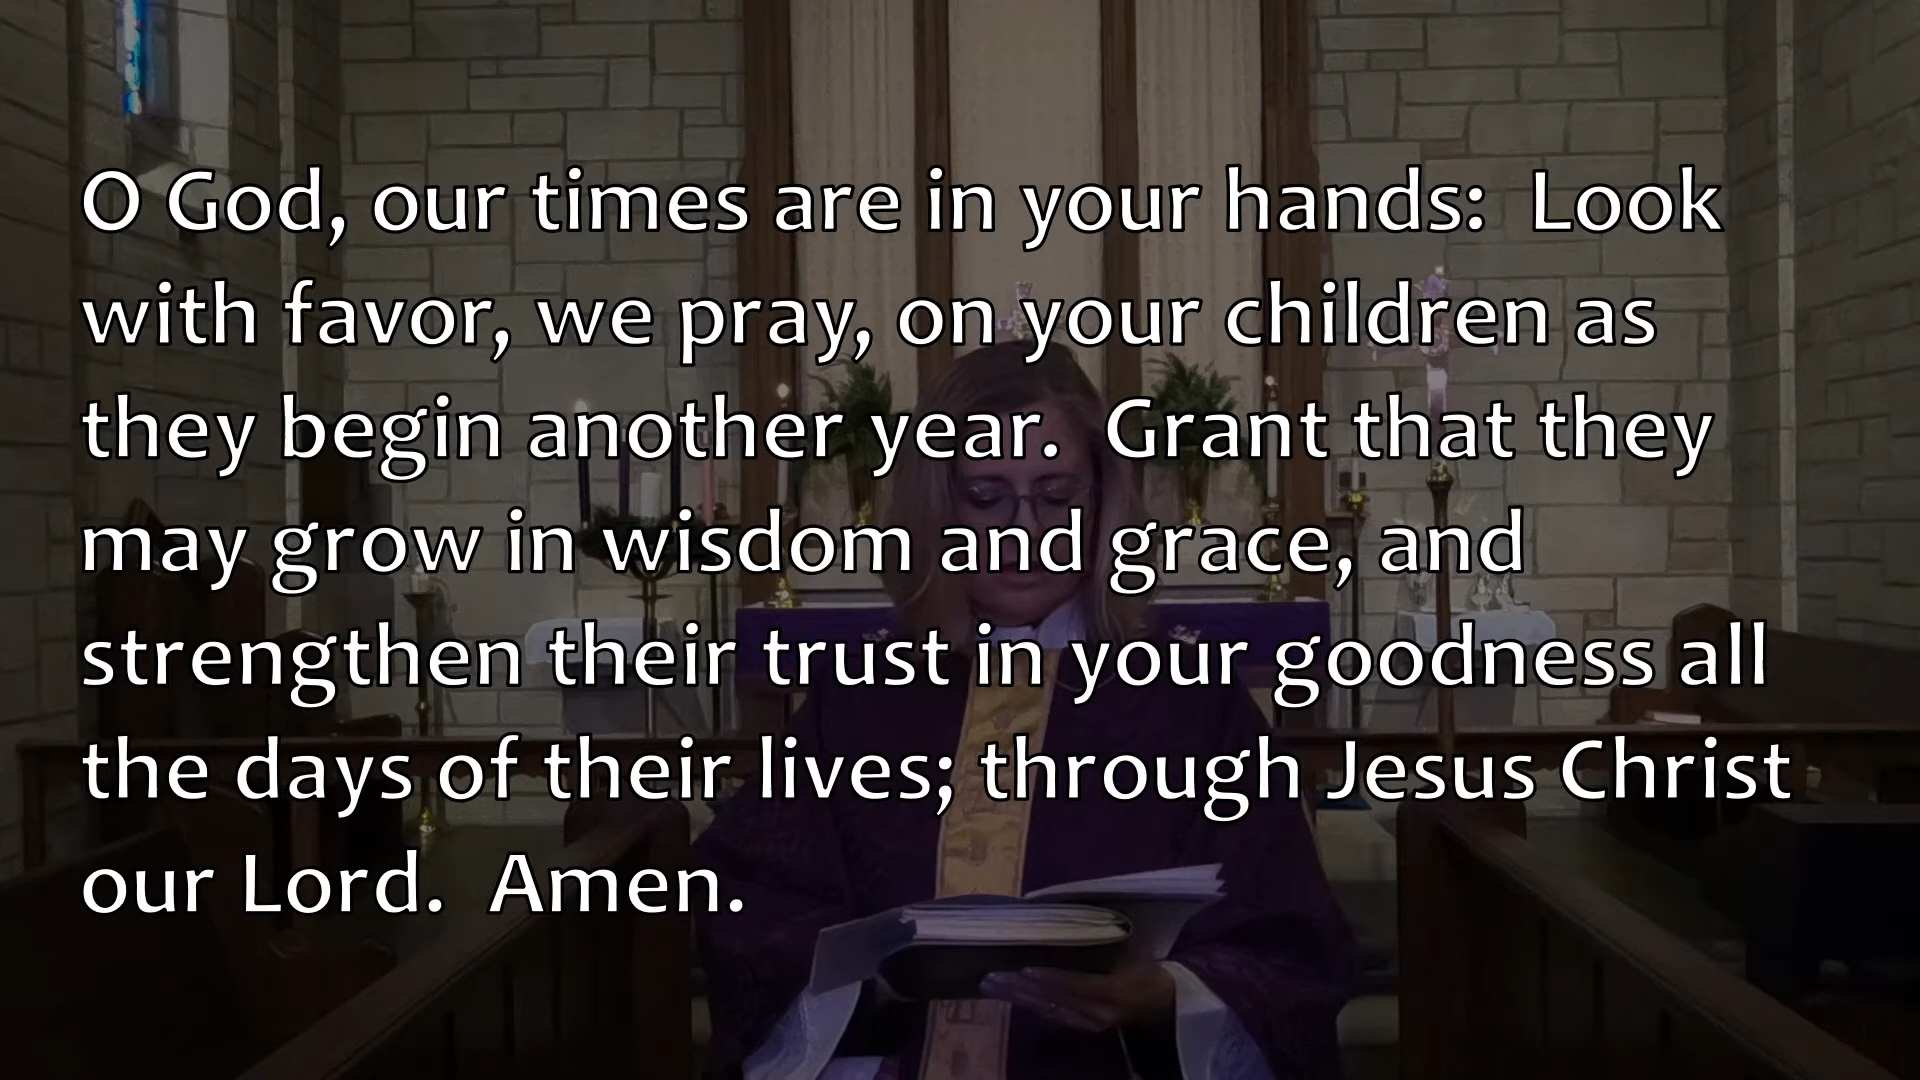 O God, our times are in your hands:  Look
with favor, we pray, on your children as
they begin another year.  Grant that they
may grow in wisdom and grace, and
strengthen their trust in your goodness all
the days of their lives; through Jesus Christ
our Lord.  Amen.